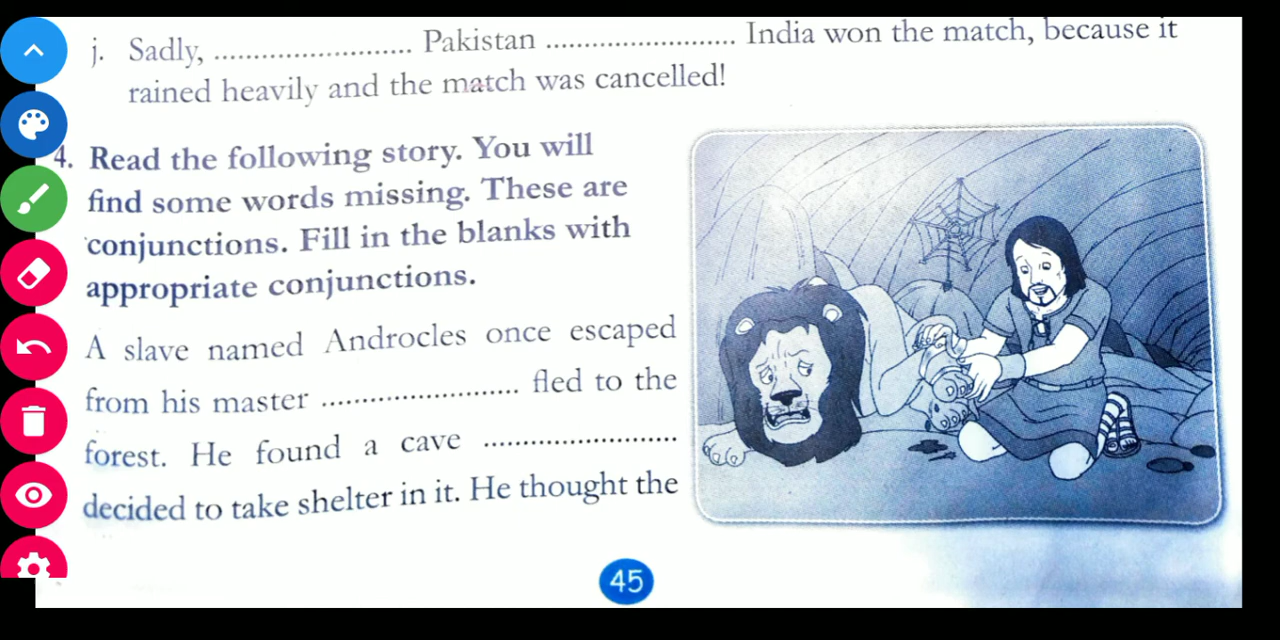 j. Sadly, ........................ Pakistan ........................ India won the match, because it
rained heavily and the match was cancelled!
4. Read the following story. You will
find some words missing. These are
conjunctions. Fill in the blanks with
appropriate conjunctions.
A slave named Androcles once escaped
from his master ........................ fled to the
forest. He found a cave ........................
decided to take shelter in it. He thought the
45